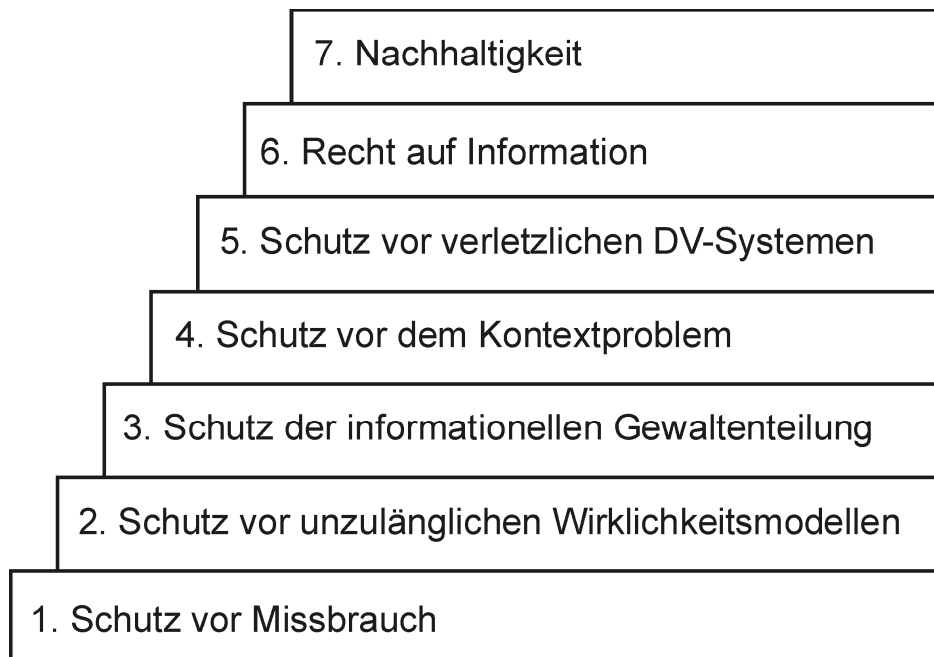 7. Nachhaltigkeit
6. Recht auf Information
5. Schutz vor verletzlichen DV-Systemen
4. Schutz vor dem Kontextproblem
3. Schutz der informationellen Gewaltenteilung
2. Schutz vor unzulänglichen Wirklichkeitsmodellen
1. Schutz vor Missbrauch